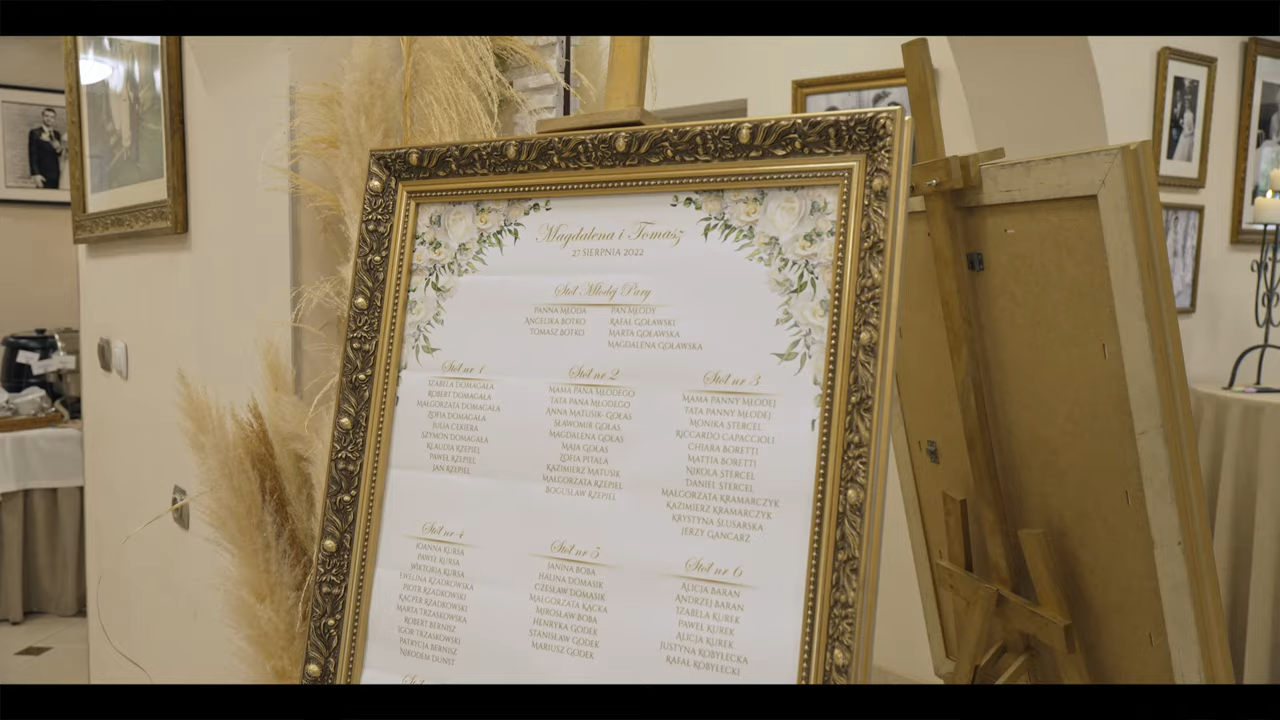 Magdalena i Tomasz
27 SIERPNIA 2022
Stół Młodej Pary
PANNA MŁODA
ANGELIKA BOTKO
TOMASZ BOTKO
PAN MŁODY
RAFAŁ GOŁAWSKI
MARTA GOŁAWSKA
MAGDALENA GOŁAWSKA
Stół nr 1
IZABELA DOMAGAŁA
ROBERT DOMAGAŁA
MAŁGORZATA DOMAGAŁA
ZOFIA DOMAGAŁA
JULIA CEKIERA
SZYMON DOMAGAŁA
KLAUDIA RZEPIEL
PAWEŁ RZEPIEL
JAN RZEPIEL
Stół nr 2
MAMA PANA MŁODEGO
TATA PANA MŁODEGO
ANNA MATUSIK-GOŁAS
SŁAWOMIR GOŁAS
MAGDALENA GOŁAS
MAJA GOŁAS
ZOFIA PITALA
KAZIMIERZ MATUSIK
MAŁGORZATA RZEPIEL
BOGUSŁAW RZEPIEL
Stół nr 3
MAMA PANNY MŁODEJ
TATA PANNY MŁODEJ
MONIKA STERCEL
RICCARDO CAPACCIOLI
CHIARA BORETTI
MATTIA BORETTI
NIKOLA STERCEL
DANIEL STERCEL
MAŁGORZATA KRAMARCZYK
KAZIMIERZ KRAMARCZYK
KRYSTYNA ŚLUSARSKA
JERZY GANCARZ
Stół nr 4
JOANNA KURSA
PAWEŁ KURSA
WIKTORIA KURSA
EWELINA RZADKOWSKA
PIOTR RZADKOWSKI
KACPER RZADKOWSKI
MARTA TRZASKOWSKA
ROBERT BERNISZ
IGOR TRZASKOWSKI
PATRYCJA BERNISZ
NIKODEM DUNST
Stół nr 5
JANINA BOBA
HALINA DOMASIK
CZESŁAW DOMASIK
MAŁGORZATA KĄCKA
MIROSŁAW BOBA
HENRYKA GODEK
STANISŁAW GODEK
MARIUSZ GODEK
Stół nr 6
ALICJA BARAN
ANDRZEJ BARAN
IZABELA KUREK
PAWEŁ KUREK
ALICJA KUREK
JUSTYNA KOBYŁECKA
RAFAŁ KOBYŁECKI